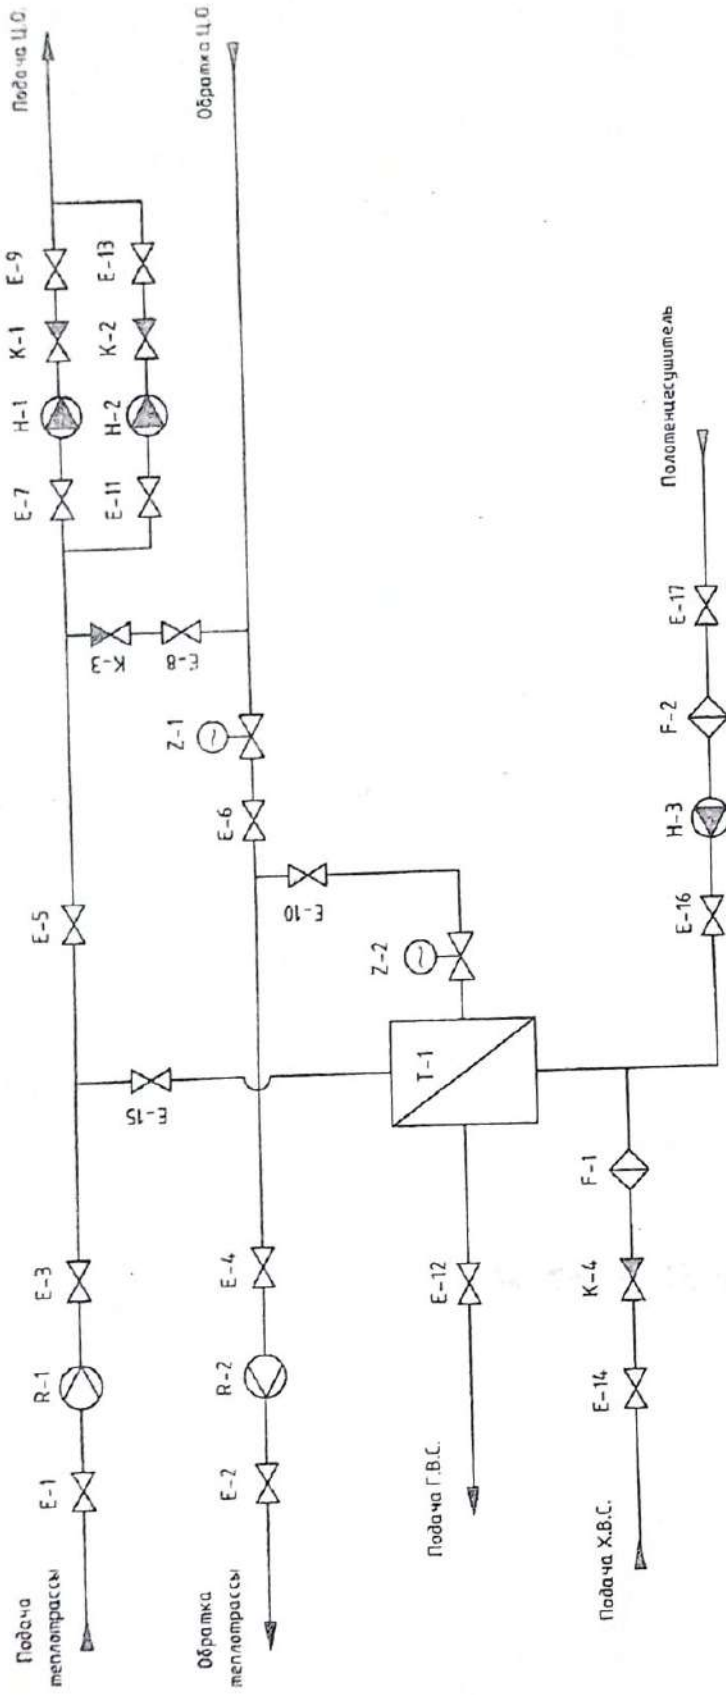 Подача
теплотрассы
E-1
R-1
E-3
E-5
E-7
H-1
K-1
E-9
Подача Ц.О.
E-11
H-2
K-2
E-13
E-15
K-3
E-8
Обратка
теплотрассы
E-2
R-2
E-4
E-6
Z-1
Обратка Ц.О.
E-10
Z-2
T-1
Подача Г.В.С.
E-12
Подача Х.В.С.
E-14
K-4
F-1
E-16
H-3
F-2
E-17
Полотенцесушитель